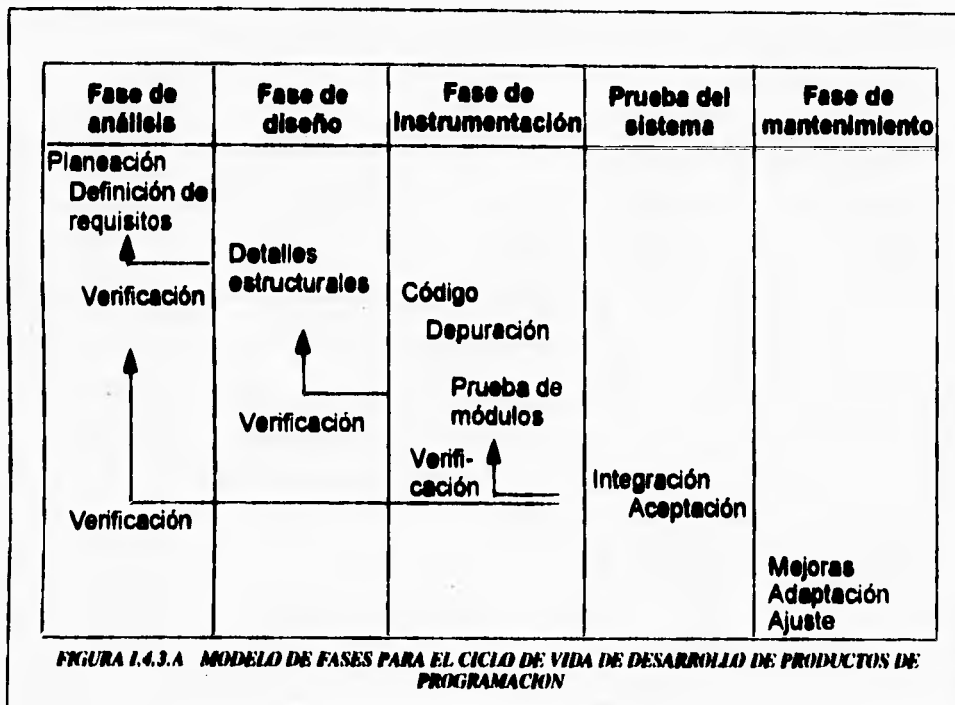 Fase de
análisis
Fase de
diseño
Fase de
instrumentación
Prueba del
sistema
Fase de
mantenimiento
Planeación
Definición de
requisitos
Verificación
Verificación
Detalles
estructurales
Verificación
Código
Depuración
Prueba de
módulos
Verifi-
cación
Integración
Aceptación
Mejoras
Adaptación
Ajuste
FIGURA 1.4.3.A MODELO DE FASES PARA EL CICLO DE VIDA DE DESARROLLO DE PRODUCTOS DE
PROGRAMACION